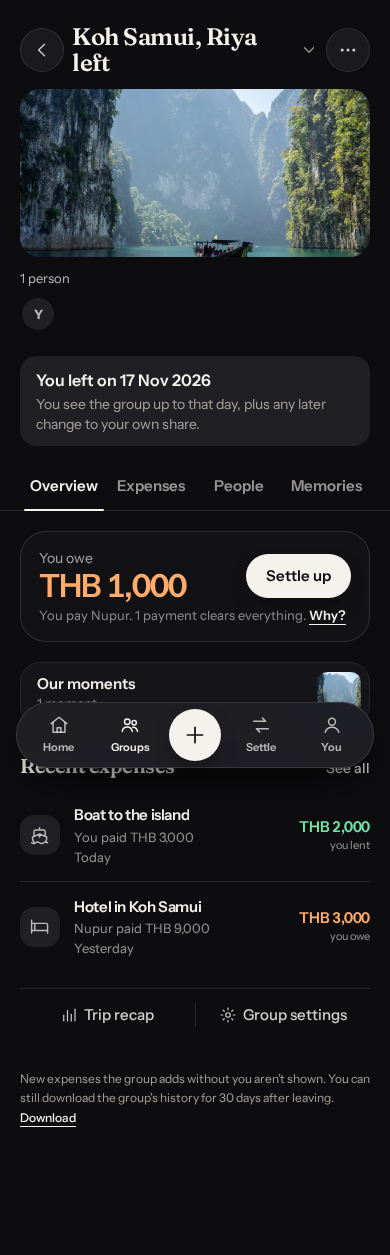 Koh Samui, Riya
left
1 person
Y
You left on 17 Nov 2026
You see the group up to that day, plus any later
change to your own share.
Overview Expenses People Memories
You owe
THB 1,000
Settle up
You pay Nupur. 1 payment clears everything. Why?
Our moments
1 moment
Home Groups Settle You
Recent expenses See all
Boat to the island
You paid THB 3,000
Today
THB 2,000
you lent
Hotel in Koh Samui
Nupur paid THB 9,000
Yesterday
THB 3,000
you owe
Trip recap Group settings
New expenses the group adds without you aren't shown. You can
still download the group's history for 30 days after leaving.
Download